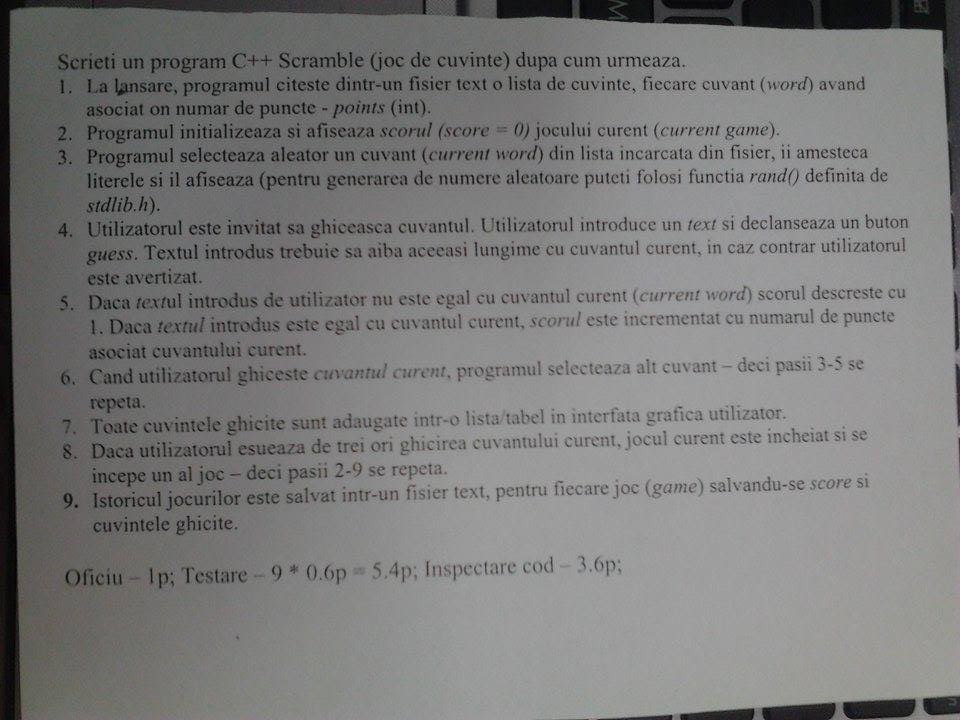 Scrieti un program C++ Scramble (joc de cuvinte) dupa cum urmeaza.
1. La lansare, programul citeste dintr-un fisier text o lista de cuvinte, fiecare cuvant (word) avand
asociat on numar de puncte - points (int).
2. Programul initializeaza si afiseaza scorul (score = 0) jocului curent (current game).
3. Programul selecteaza aleator un cuvant (current word) din lista incarcata din fisier, ii amesteca
literele si il afiseaza (pentru generarea de numere aleatoare puteti folosi functia rand() definita de
stdlib.h).
4. Utilizatorul este invitat sa ghiceasca cuvantul. Utilizatorul introduce un text si declanseaza un buton
guess. Textul introdus trebuie sa aiba aceeasi lungime cu cuvantul curent, in caz contrar utilizatorul
este avertizat.
5. Daca textul introdus de utilizator nu este egal cu cuvantul curent (current word) scorul descreste cu
1. Daca textul introdus este egal cu cuvantul curent, scorul este incrementat cu numarul de puncte
asociat cuvantului curent.
6. Cand utilizatorul ghiceste cuvantul curent, programul selecteaza alt cuvant – deci pasii 3-5 se
repeta.
7. Toate cuvintele ghicite sunt adaugate intr-o lista/tabel in interfata grafica utilizator.
8. Daca utilizatorul esueaza de trei ori ghicirea cuvantului curent, jocul curent este incheiat si se
incepe un al joc – deci pasii 2-9 se repeta.
9. Istoricul jocurilor este salvat intr-un fisier text, pentru fiecare joc (game) salvandu-se score si
cuvintele ghicite.
Oficiu – 1p; Testare – 9 * 0.6p = 5.4p; Inspectare cod – 3.6p;